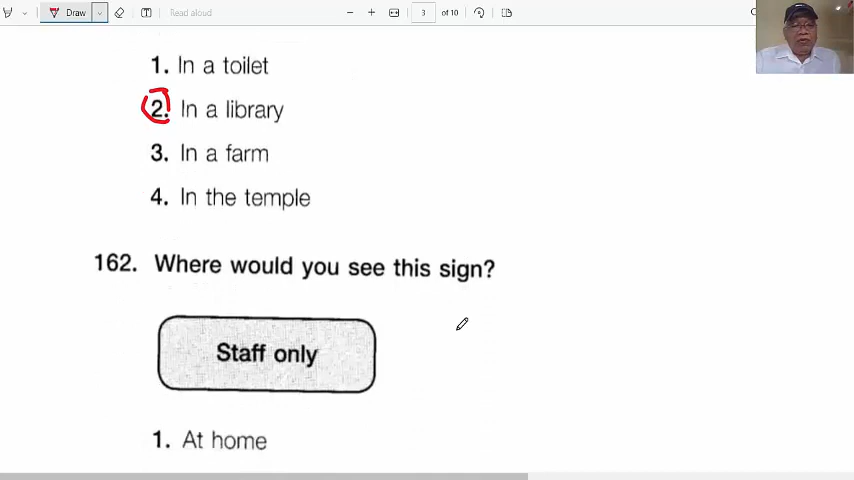 Draw
Read aloud
3
of 10
1. In a toilet
2. In a library
3. In a farm
4. In the temple
162. Where would you see this sign?
Staff only
1. At home